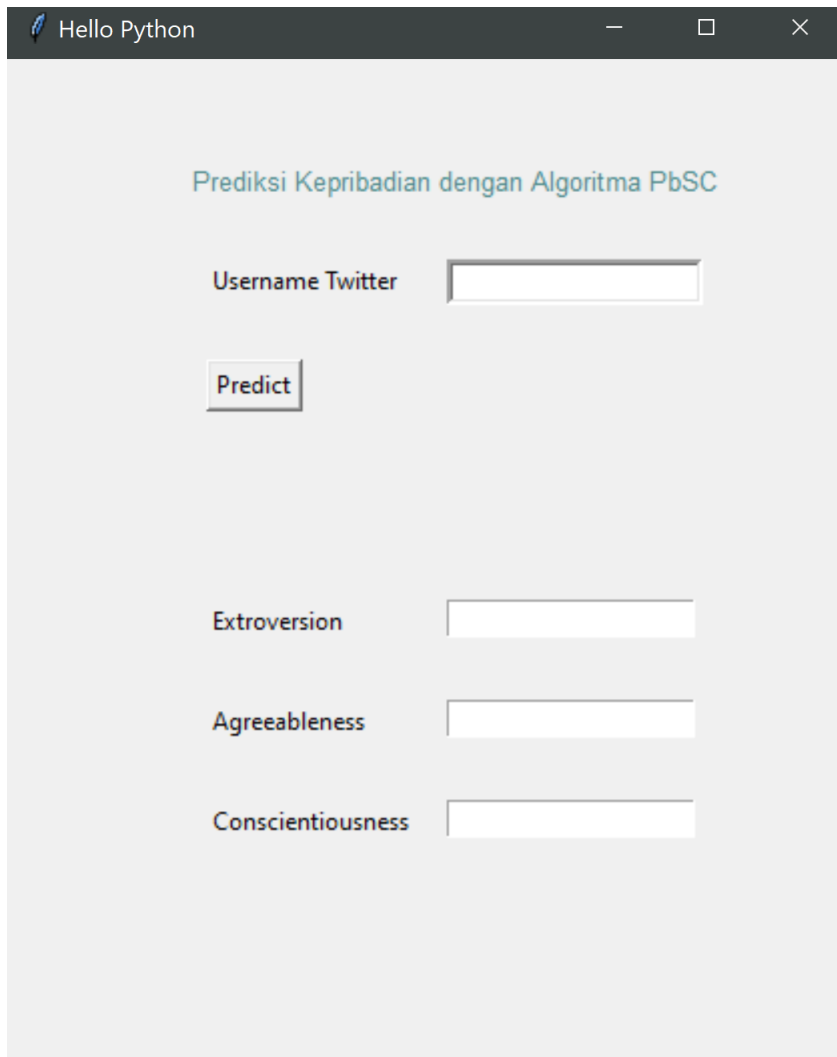 Hello Python
Prediksi Kepribadian dengan Algoritma PbSC
Username Twitter
Predict
Extroversion
Agreeableness
Conscientiousness